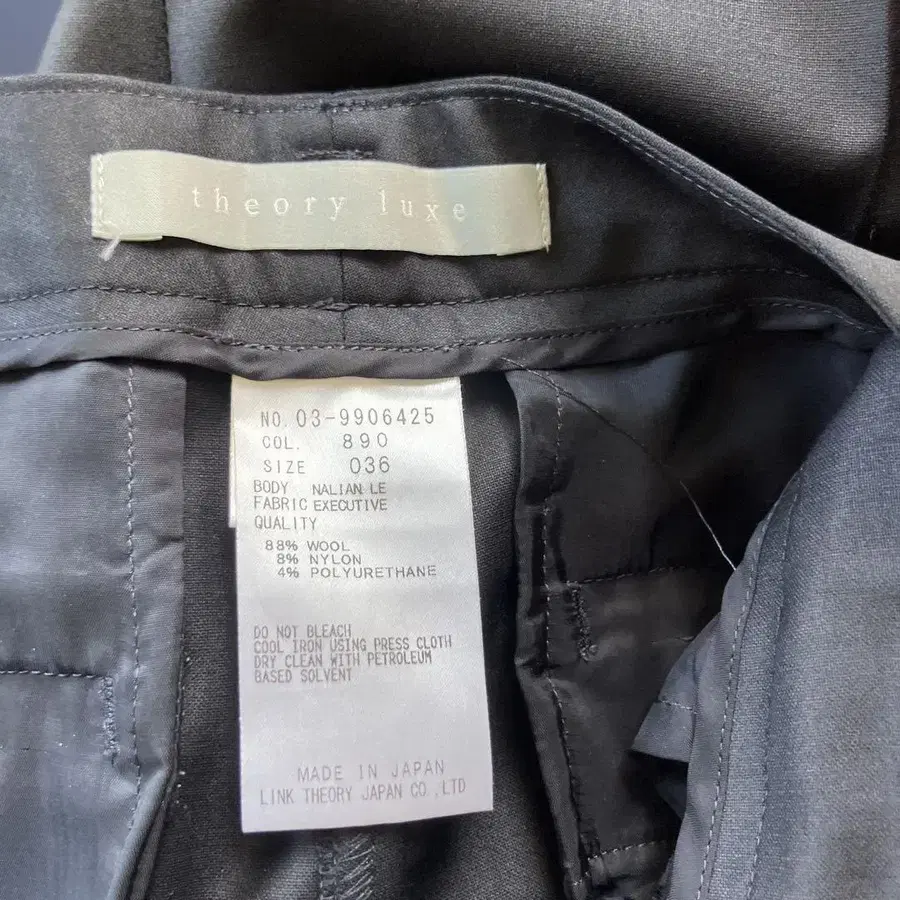 theory luxe
NO. 03-9906425
COL. 890
SIZE 036
BODY NALIAN LE
FABRIC EXECUTIVE
QUALITY
88% WOOL
8% NYLON
4% POLYURETHANE
DO NOT BLEACH
COOL IRON USING PRESS CLOTH
DRY CLEAN WITH PETROLEUM
BASED SOLVENT
MADE IN JAPAN
LINK THEORY JAPAN CO.,LTD